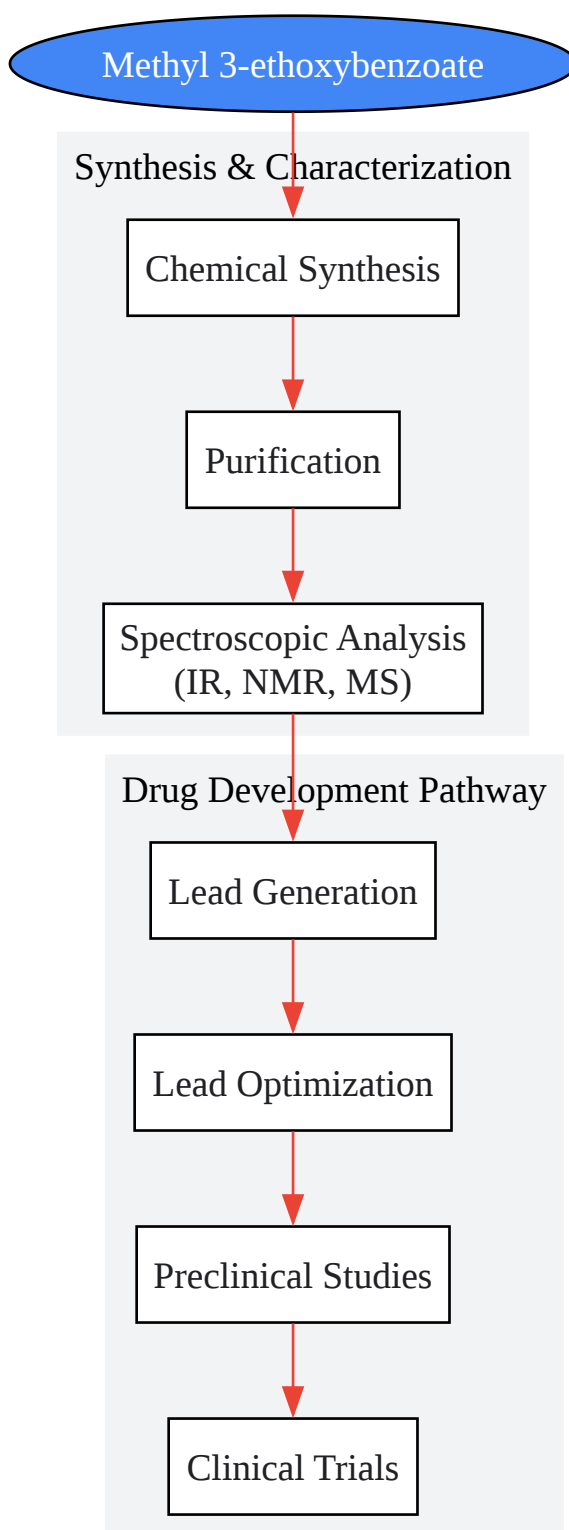 Methyl 3-ethoxybenzoate
Synthesis & Characterization
Chemical Synthesis
Purification
Spectroscopic Analysis
(IR, NMR, MS)
Drug Development Pathway
Lead Generation
Lead Optimization
Preclinical Studies
Clinical Trials